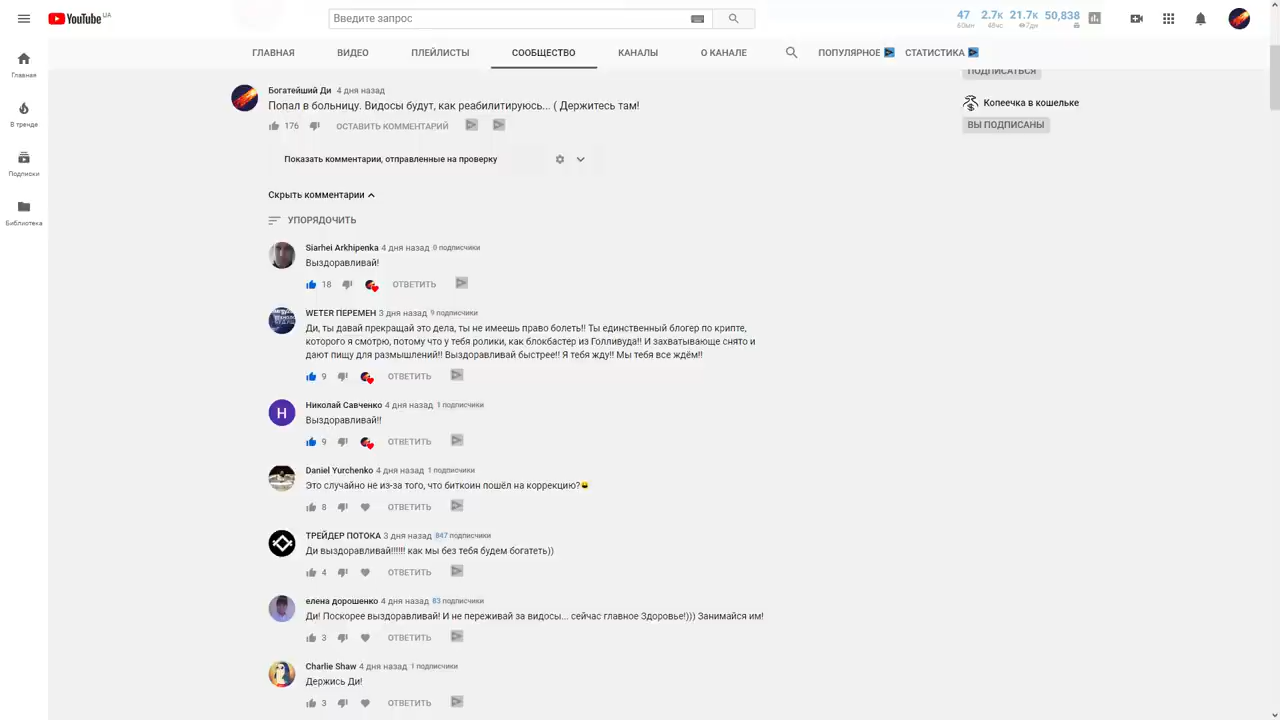 YouTube UA
Введите запрос
47 2.7к 21.7к 50,838
60мн 48чс 7дн
ГЛАВНАЯ ВИДЕО ПЛЕЙЛИСТЫ СООБЩЕСТВО КАНАЛЫ О КАНАЛЕ ПОПУЛЯРНОЕ СТАТИСТИКА
Главная
В тренде
Подписки
Библиотека
Богатейший Ди 4 дня назад
Попал в больницу. Видосы будут, как реабилитируюсь... ( Держитесь там!
176 ОСТАВИТЬ КОММЕНТАРИЙ
ПОДПИСАТЬСЯ
Копеечка в кошельке
ВЫ ПОДПИСАНЫ
Показать комментарии, отправленные на проверку
Скрыть комментарии
УПОРЯДОЧИТЬ
Siarhei Arkhipenka 4 дня назад 0 подписчики
Выздоравливай!
18 ОТВЕТИТЬ
WETER ПЕРЕМЕН 3 дня назад 9 подписчики
Ди, ты давай прекращай это дела, ты не имеешь право болеть!! Ты единственный блогер по крипте,
которого я смотрю, потому что у тебя ролики, как блокбастер из Голливуда!! И захватывающе снято и
дают пищу для размышлений!! Выздоравливай быстрее!! Я тебя жду!! Мы тебя все ждём!!
9 ОТВЕТИТЬ
Н
Николай Савченко 4 дня назад 1 подписчики
Выздоравливай!!
9 ОТВЕТИТЬ
Daniel Yurchenko 4 дня назад 1 подписчики
Это случайно не из-за того, что биткоин пошёл на коррекцию?
8 ОТВЕТИТЬ
ТРЕЙДЕР ПОТОКА 3 дня назад 847 подписчики
Ди выздоравливай!!!!!! как мы без тебя будем богатеть))
4 ОТВЕТИТЬ
елена дорошенко 4 дня назад 83 подписчики
Ди! Поскорее выздоравливай! И не переживай за видосы... сейчас главное Здоровье!))) Занимайся им!
3 ОТВЕТИТЬ
Charlie Shaw 4 дня назад 1 подписчики
Держись Ди!
3 ОТВЕТИТЬ